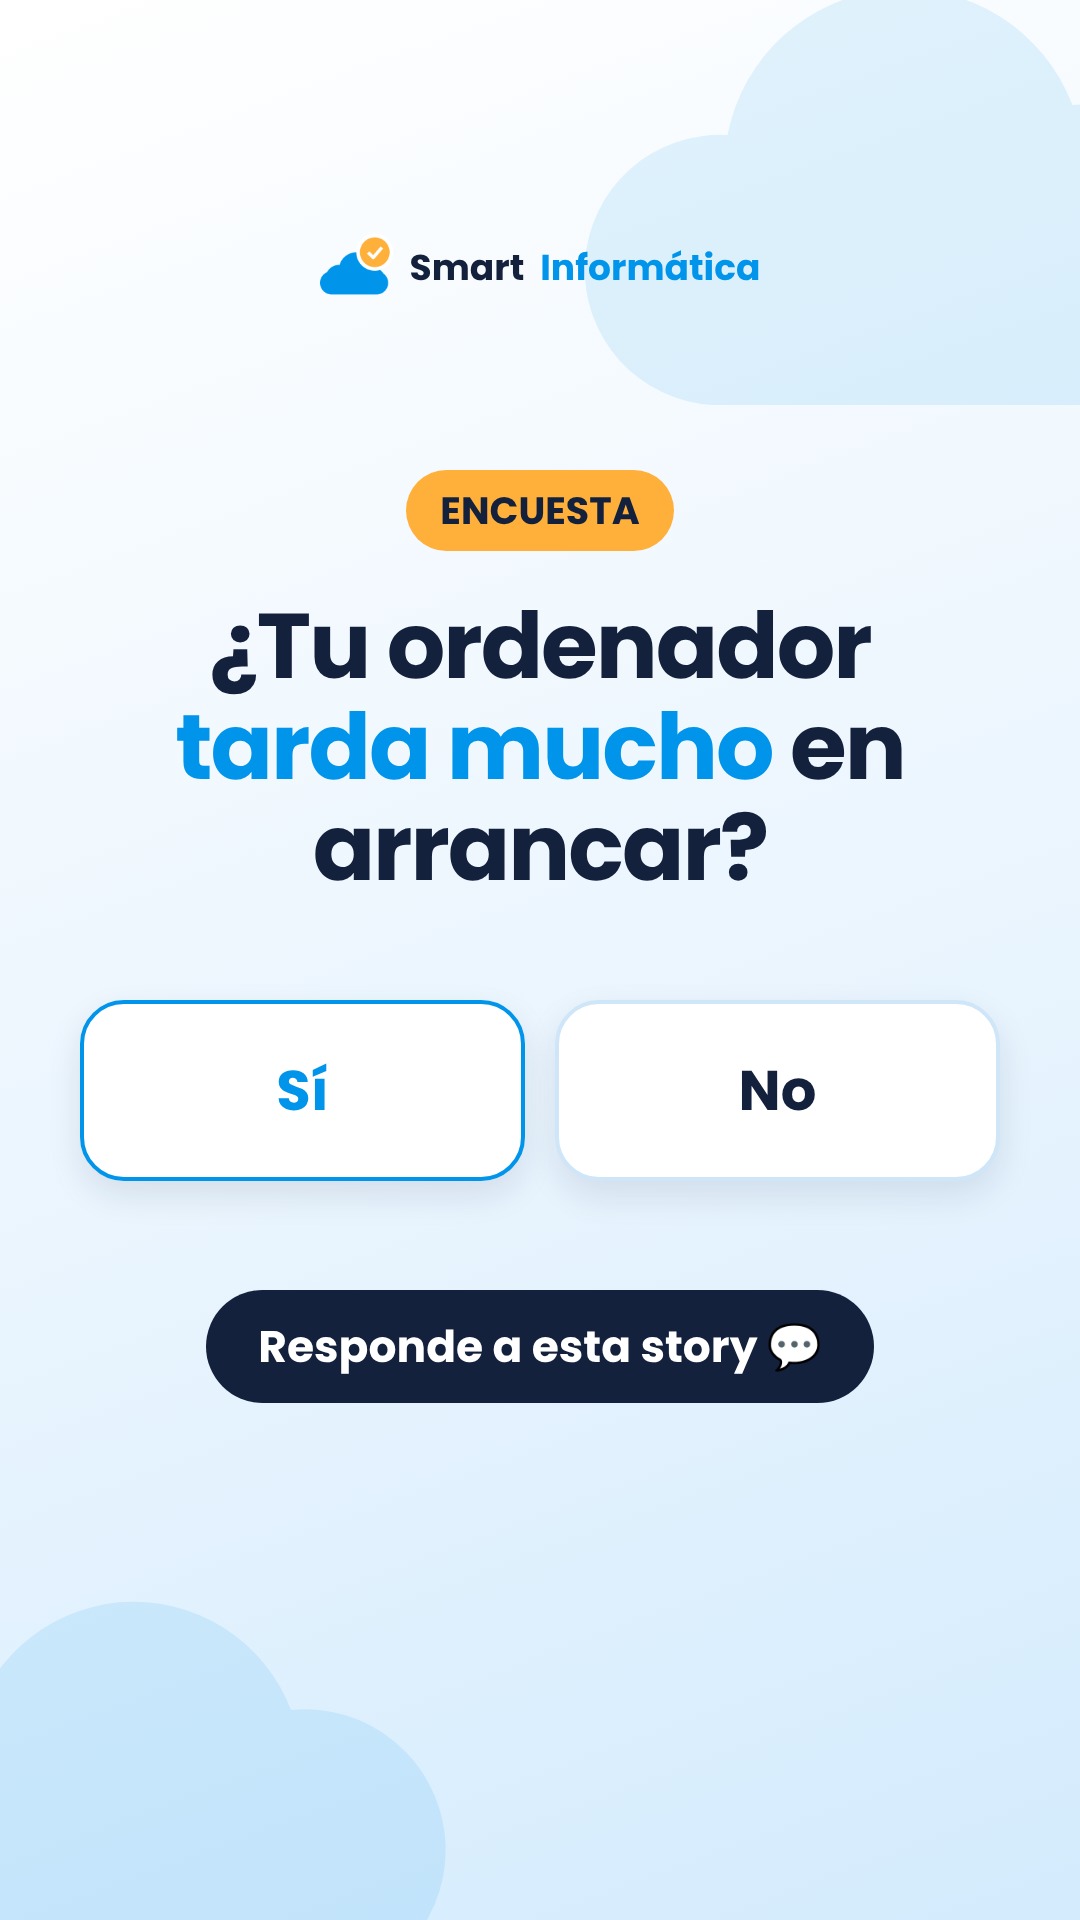 Smart Informática
ENCUESTA
¿Tu ordenador
tarda mucho en
arrancar?
Sí
No
Responde a esta story 💬